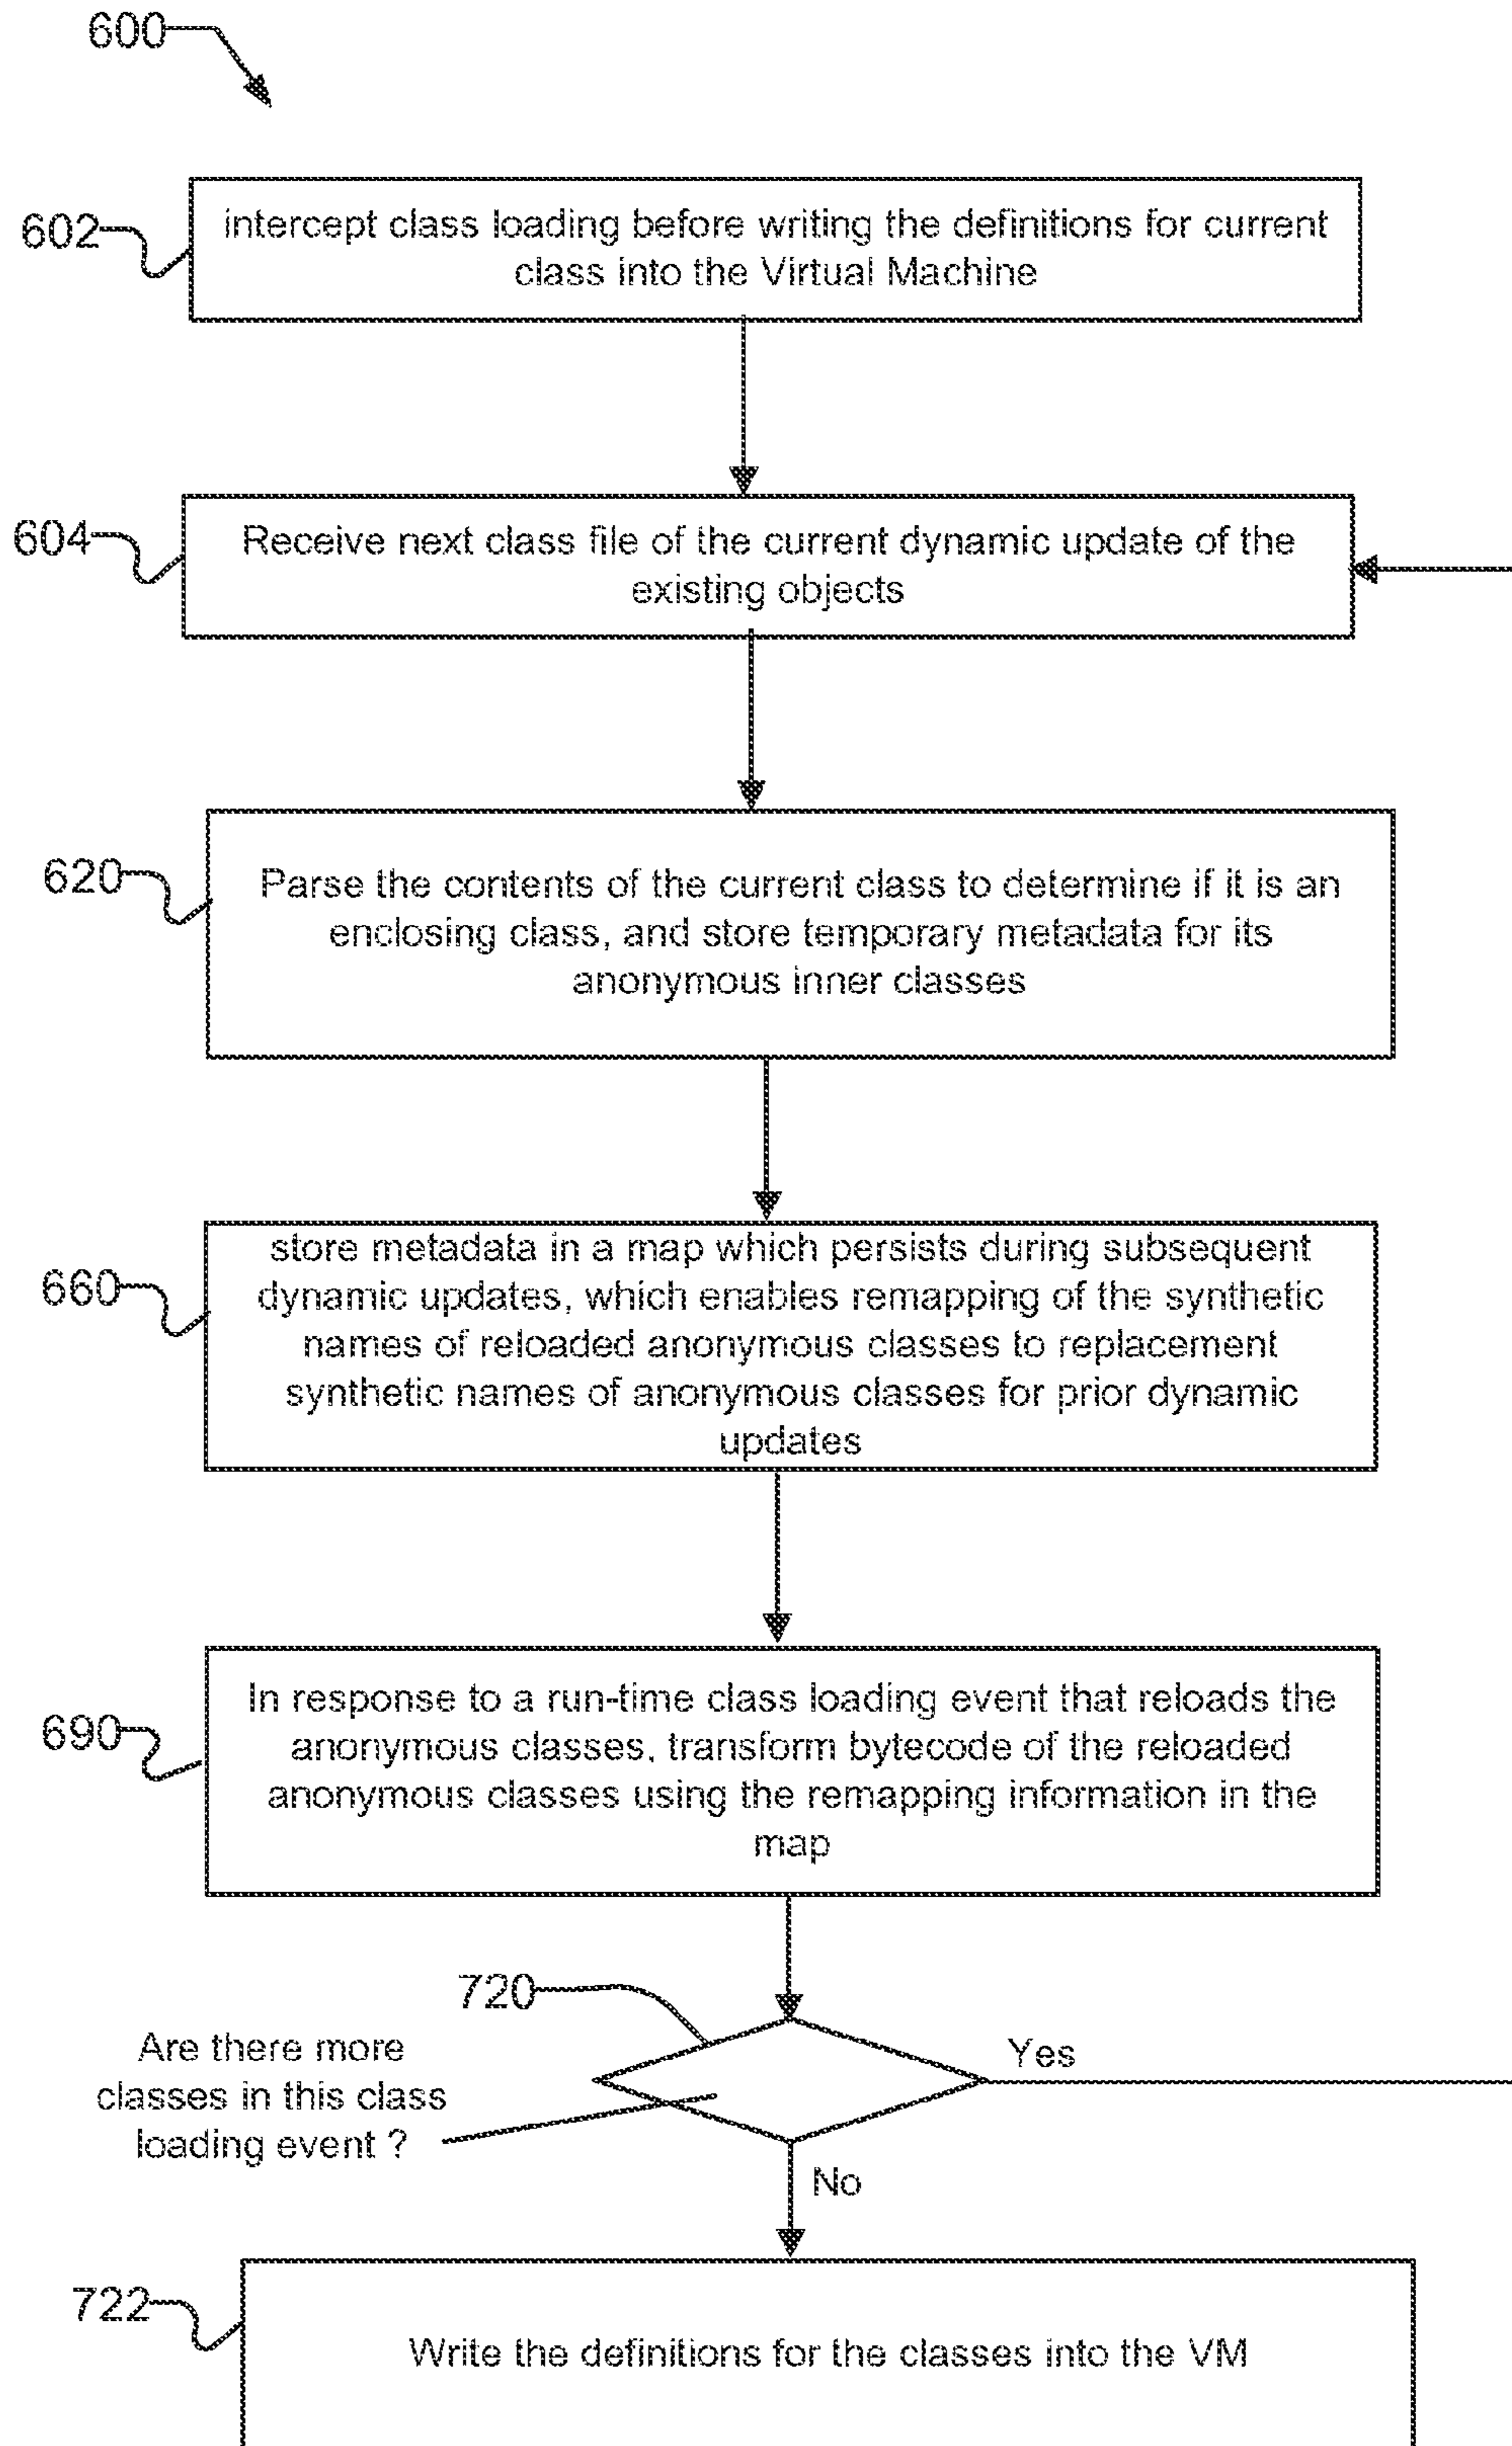 600
602
intercept class loading before writing the definitions for current
class into the Virtual Machine
604
Receive next class file of the current dynamic update of the
existing objects
620
Parse the contents of the current class to determine if it is an
enclosing class, and store temporary metadata for its
anonymous inner classes
660
store metadata in a map which persists during subsequent
dynamic updates, which enables remapping of the synthetic
names of reloaded anonymous classes to replacement
synthetic names of anonymous classes for prior dynamic
updates
690
In response to a run-time class loading event that reloads the
anonymous classes, transform bytecode of the reloaded
anonymous classes using the remapping information in the
map
720
Are there more
classes in this class
loading event ?
Yes
No
722
Write the definitions for the classes into the VM